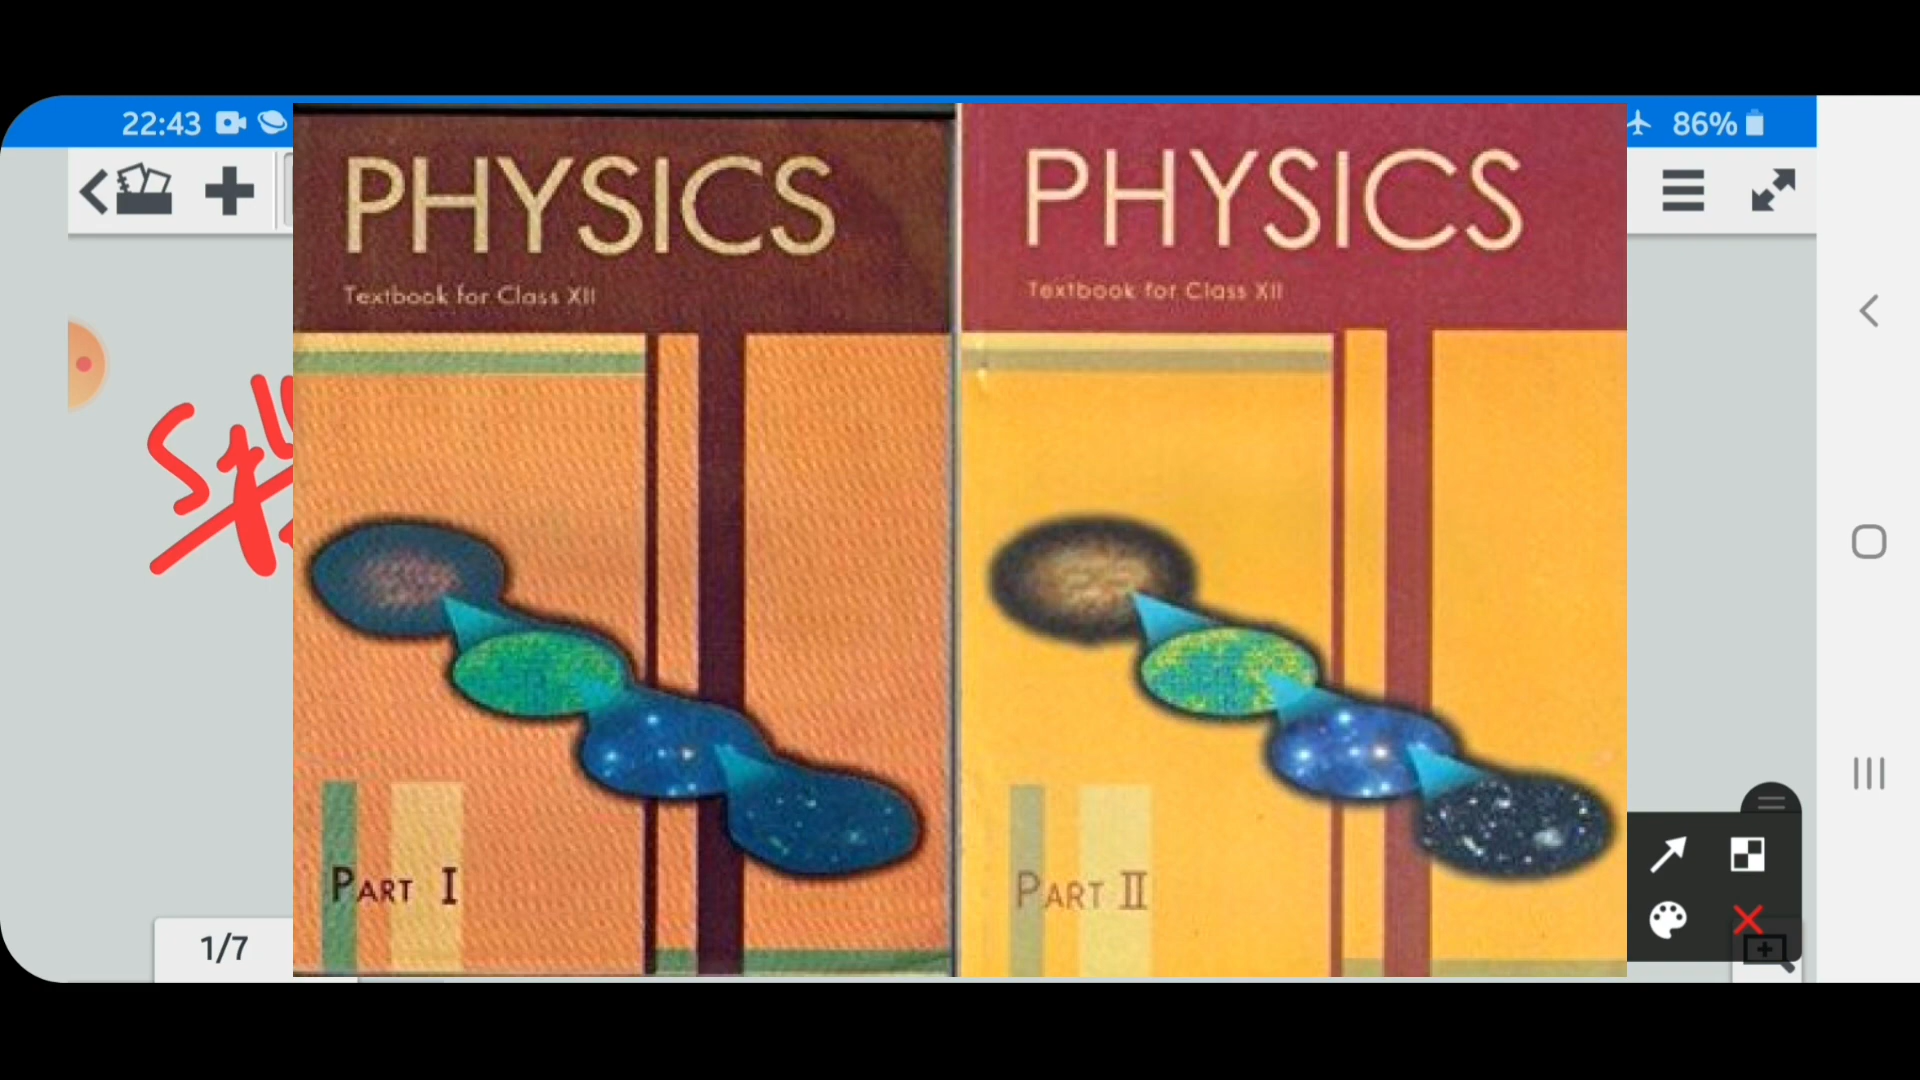 22:43
86%
PHYSICS
Textbook for Class XII
PART I
PHYSICS
Textbook for Class XII
PART II
1/7